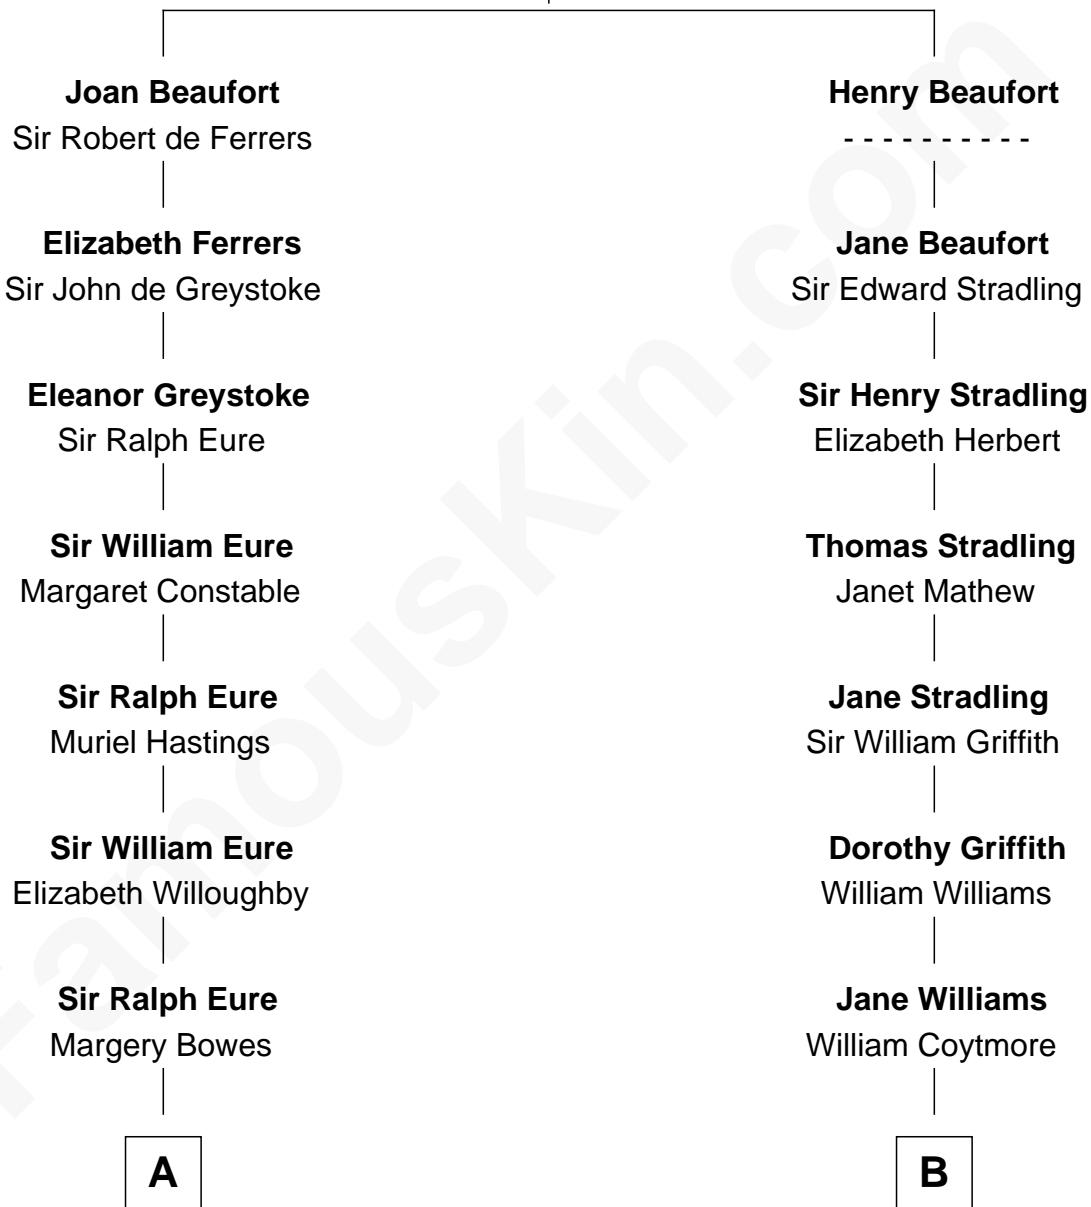 Joan Beaufort
Sir Robert de Ferrers
Elizabeth Ferrers
Sir John de Greystoke
Eleanor Greystoke
Sir Ralph Eure
Sir William Eure
Margaret Constable
Sir Ralph Eure
Muriel Hastings
Sir William Eure
Elizabeth Willoughby
Sir Ralph Eure
Margery Bowes
A
Henry Beaufort
- - - - - - - - - -
Jane Beaufort
Sir Edward Stradling
Sir Henry Stradling
Elizabeth Herbert
Thomas Stradling
Janet Mathew
Jane Stradling
Sir William Griffith
Dorothy Griffith
William Williams
Jane Williams
William Coytmore
B
FamousKin.com